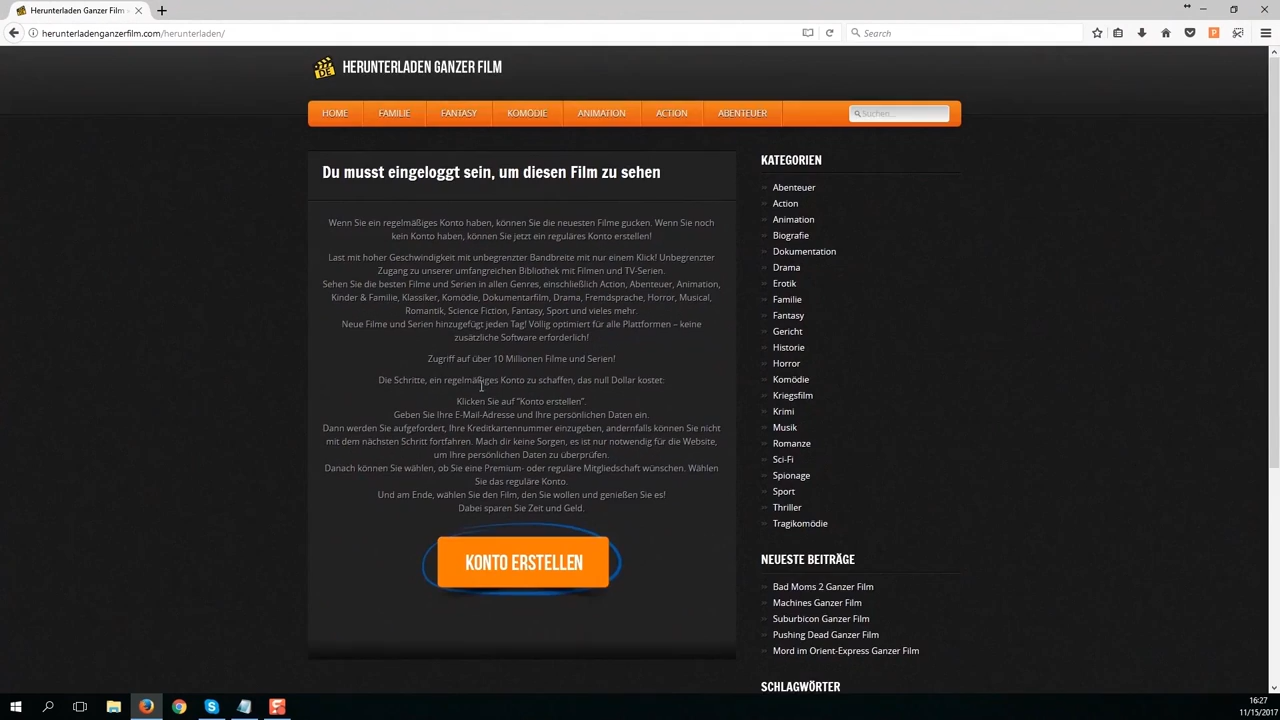 Herunterladen Ganzer Film
herunterladenganzerfilm.com/herunterladen/
Search
DE
HERUNTERLADEN GANZER FILM
HOME
FAMILIE
FANTASY
KOMÖDIE
ANIMATION
ACTION
ABENTEUER
Suchen...
Du musst eingeloggt sein, um diesen Film zu sehen
Wenn Sie ein regelmäßiges Konto haben, können Sie die neuesten Filme gucken. Wenn Sie noch
kein Konto haben, können Sie jetzt ein reguläres Konto erstellen!
Last mit hoher Geschwindigkeit mit unbegrenzter Bandbreite mit nur einem Klick! Unbegrenzter
Zugang zu unserer umfangreichen Bibliothek mit Filmen und TV-Serien.
Sehen Sie die besten Filme und Serien in allen Genres, einschließlich Action, Abenteuer, Animation,
Kinder & Familie, Klassiker, Komödie, Dokumentarfilm, Drama, Fremdsprache, Horror, Musical,
Romantik, Science Fiction, Fantasy, Sport und vieles mehr.
Neue Filme und Serien hinzugefügt jeden Tag! Völlig optimiert für alle Plattformen – keine
zusätzliche Software erforderlich!
Zugriff auf über 10 Millionen Filme und Serien!
Die Schritte, ein regelmäßiges Konto zu schaffen, das null Dollar kostet:
Klicken Sie auf "Konto erstellen".
Geben Sie Ihre E-Mail-Adresse und Ihre persönlichen Daten ein.
Dann werden Sie aufgefordert, Ihre Kreditkartennummer einzugeben, andernfalls können Sie nicht
mit dem nächsten Schritt fortfahren. Mach dir keine Sorgen, es ist nur notwendig für die Website,
um Ihre persönlichen Daten zu überprüfen.
Danach können Sie wählen, ob Sie eine Premium- oder reguläre Mitgliedschaft wünschen. Wählen
Sie das reguläre Konto.
Und am Ende, wählen Sie den Film, den Sie wollen und genießen Sie es!
Dabei sparen Sie Zeit und Geld.
KONTO ERSTELLEN
KATEGORIEN
Abenteuer
Action
Animation
Biografie
Dokumentation
Drama
Erotik
Familie
Fantasy
Gericht
Historie
Horror
Komödie
Kriegsfilm
Krimi
Musik
Romanze
Sci-Fi
Spionage
Sport
Thriller
Tragikomödie
NEUESTE BEITRÄGE
Bad Moms 2 Ganzer Film
Machines Ganzer Film
Suburbicon Ganzer Film
Pushing Dead Ganzer Film
Mord im Orient-Express Ganzer Film
SCHLAGWÖRTER
16:27
11/15/2017